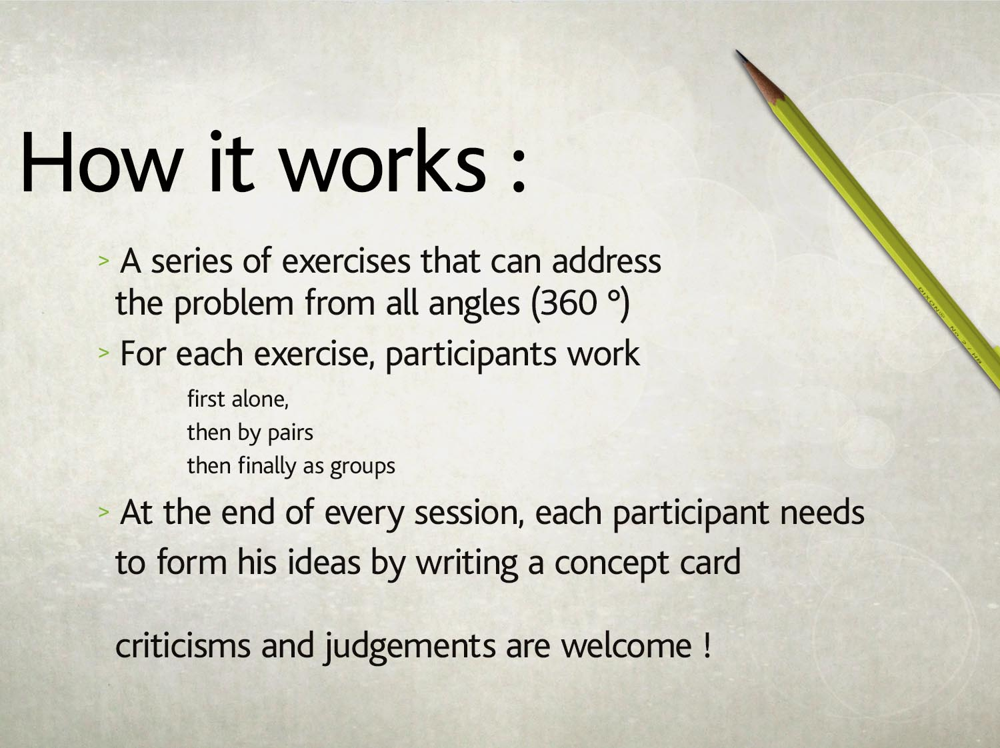 How it works :
> A series of exercises that can address
the problem from all angles (360 °)
> For each exercise, participants work
first alone,
then by pairs
then finally as groups
> At the end of every session, each participant needs
to form his ideas by writing a concept card
criticisms and judgements are welcome !
DIXON® No. 2 / HB